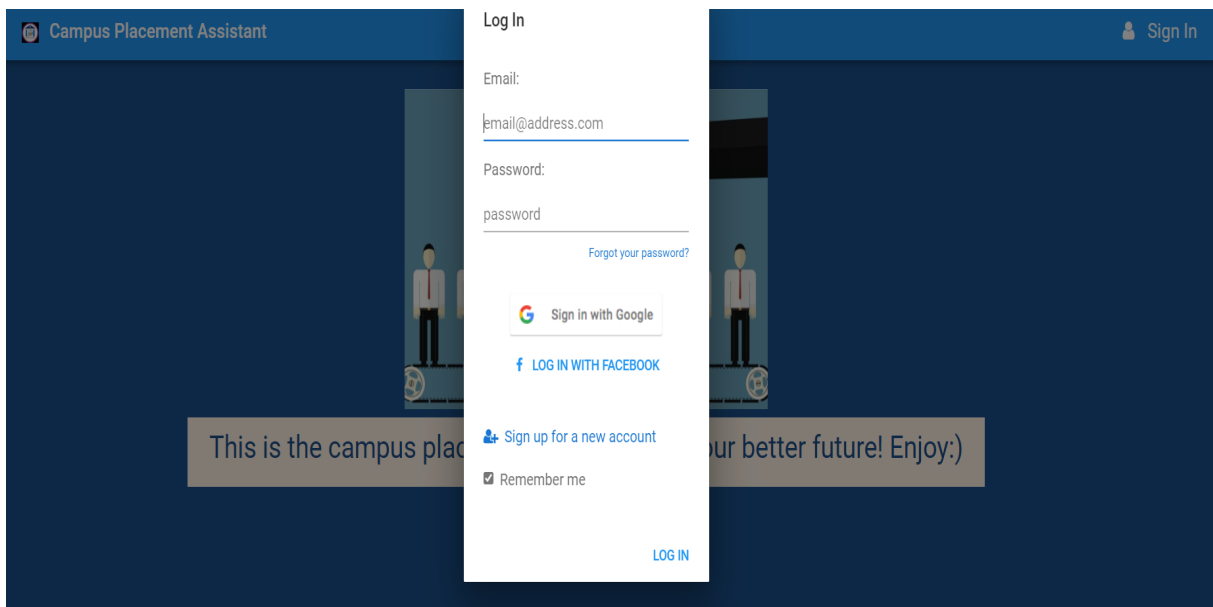 Campus Placement Assistant
Sign In
Log In
Email:
email@address.com
Password:
password
Forgot your password?
Sign in with Google
LOG IN WITH FACEBOOK
Sign up for a new account
This is the campus plac ur better future! Enjoy:)
Remember me
LOG IN